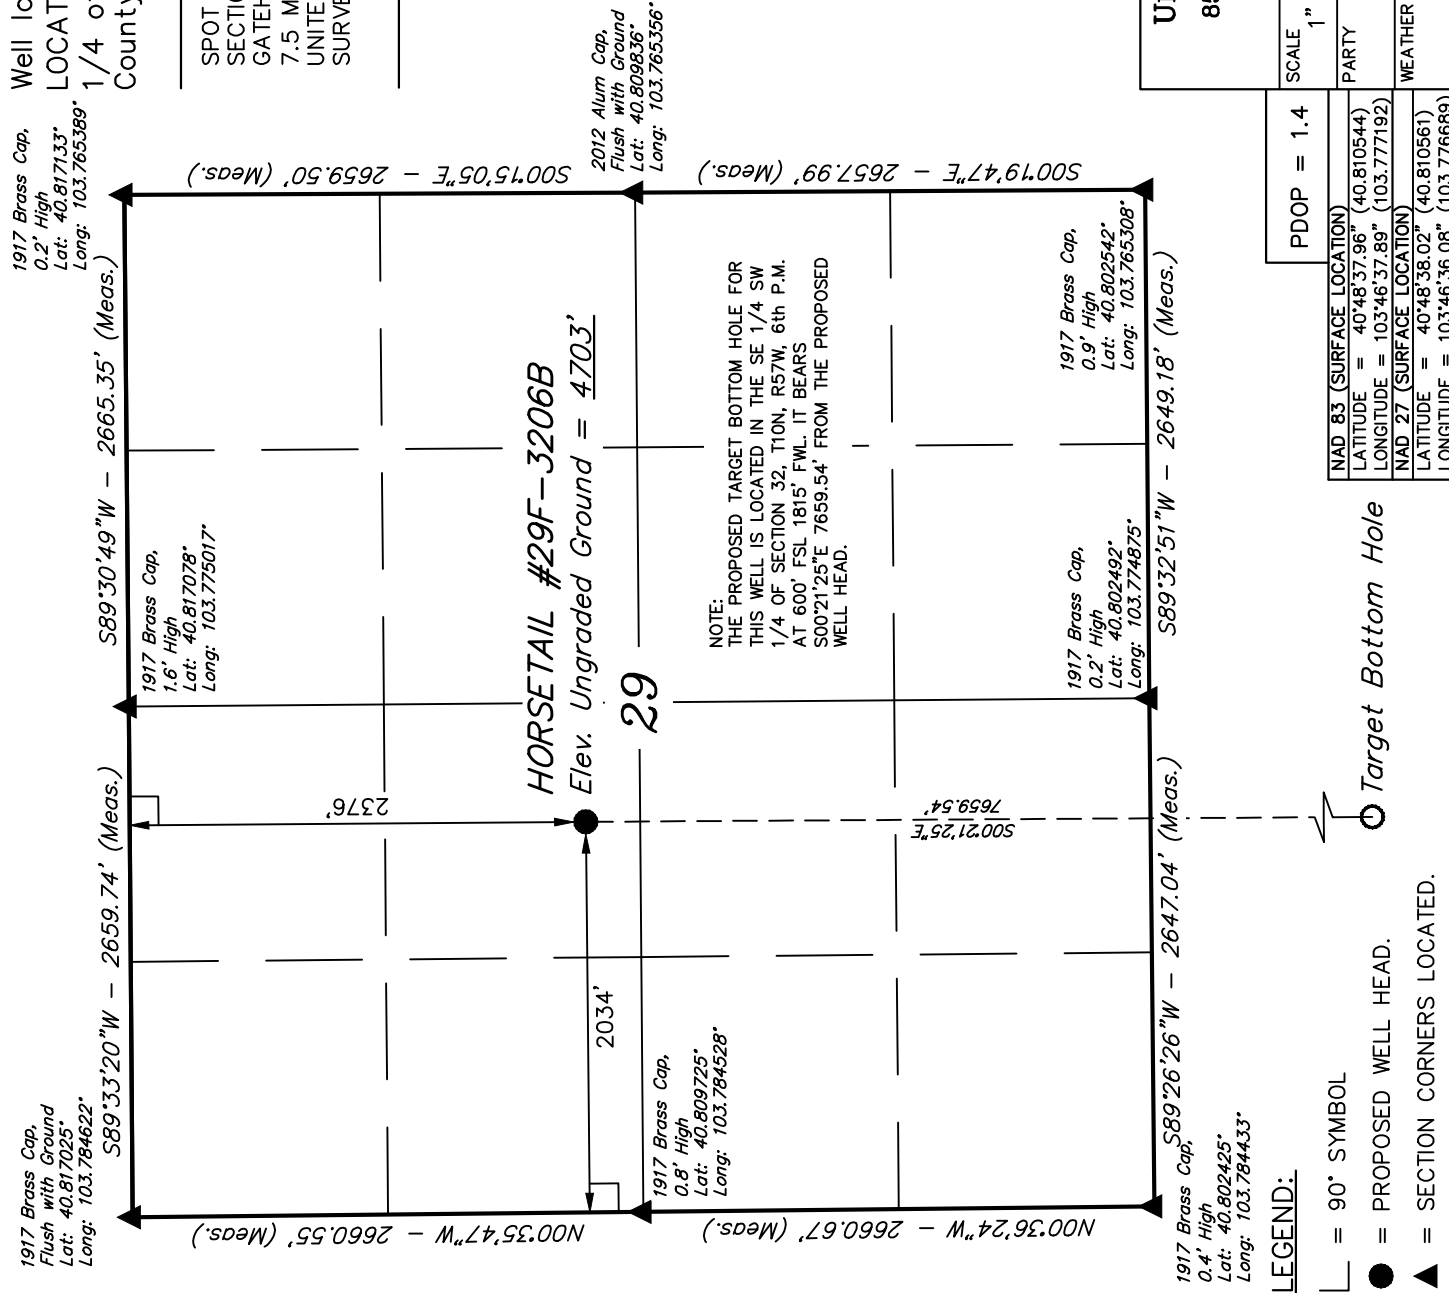 Well lo
LOCAT
1/4 o
County
SPOT
SECTIO
GATEH
7.5 M
UNITE
SURVE
1917 Brass Cap,
Flush with Ground
Lat: 40.817025°
Long: 103.784622°
S89°33'20"W - 2659.74' (Meas.)
1917 Brass Cap,
1.6' High
Lat: 40.817078°
Long: 103.775017°
S89°30'49"W - 2665.35' (Meas.)
1917 Brass Cap,
0.2' High
Lat: 40.817133°
Long: 103.765389°
N00°35'47"W - 2660.55' (Meas.)
2376'
S00°15'05"E - 2659.50' (Meas.)
HORSETAIL #29F-3206B
Elev. Ungraded Ground = 4703'
2034'
29
1917 Brass Cap,
0.8' High
Lat: 40.809725°
Long: 103.784528°
2012 Alum Cap,
Flush with Ground
Lat: 40.809836°
Long: 103.765356°
N00°36'24"W - 2660.67' (Meas.)
S00°21'25"E
7659.54'
NOTE:
THE PROPOSED TARGET BOTTOM HOLE FOR
THIS WELL IS LOCATED IN THE SE 1/4 SW
1/4 OF SECTION 32, T10N, R57W, 6th P.M.
AT 600' FSL 1815' FWL. IT BEARS
S00°21'25"E 7659.54' FROM THE PROPOSED
WELL HEAD.
S00°19'47"E - 2657.99' (Meas.)
1917 Brass Cap,
0.4' High
Lat: 40.802425°
Long: 103.784433°
S89°26'26"W - 2647.04' (Meas.)
1917 Brass Cap,
0.2' High
Lat: 40.802492°
Long: 103.774875°
S89°32'51"W - 2649.18' (Meas.)
1917 Brass Cap,
0.9' High
Lat: 40.802542°
Long: 103.765308°
Target Bottom Hole
LEGEND:
= 90° SYMBOL
= PROPOSED WELL HEAD.
= SECTION CORNERS LOCATED.
PDOP = 1.4
NAD 83 (SURFACE LOCATION)
LATITUDE = 40°48'37.96" (40.810544)
LONGITUDE = 103°46'37.89" (103.777192)
NAD 27 (SURFACE LOCATION)
LATITUDE = 40°48'38.02" (40.810561)
LONGITUDE = 103°46'36.08" (103.776689)
85
SCALE
1"
PARTY
WEATHER